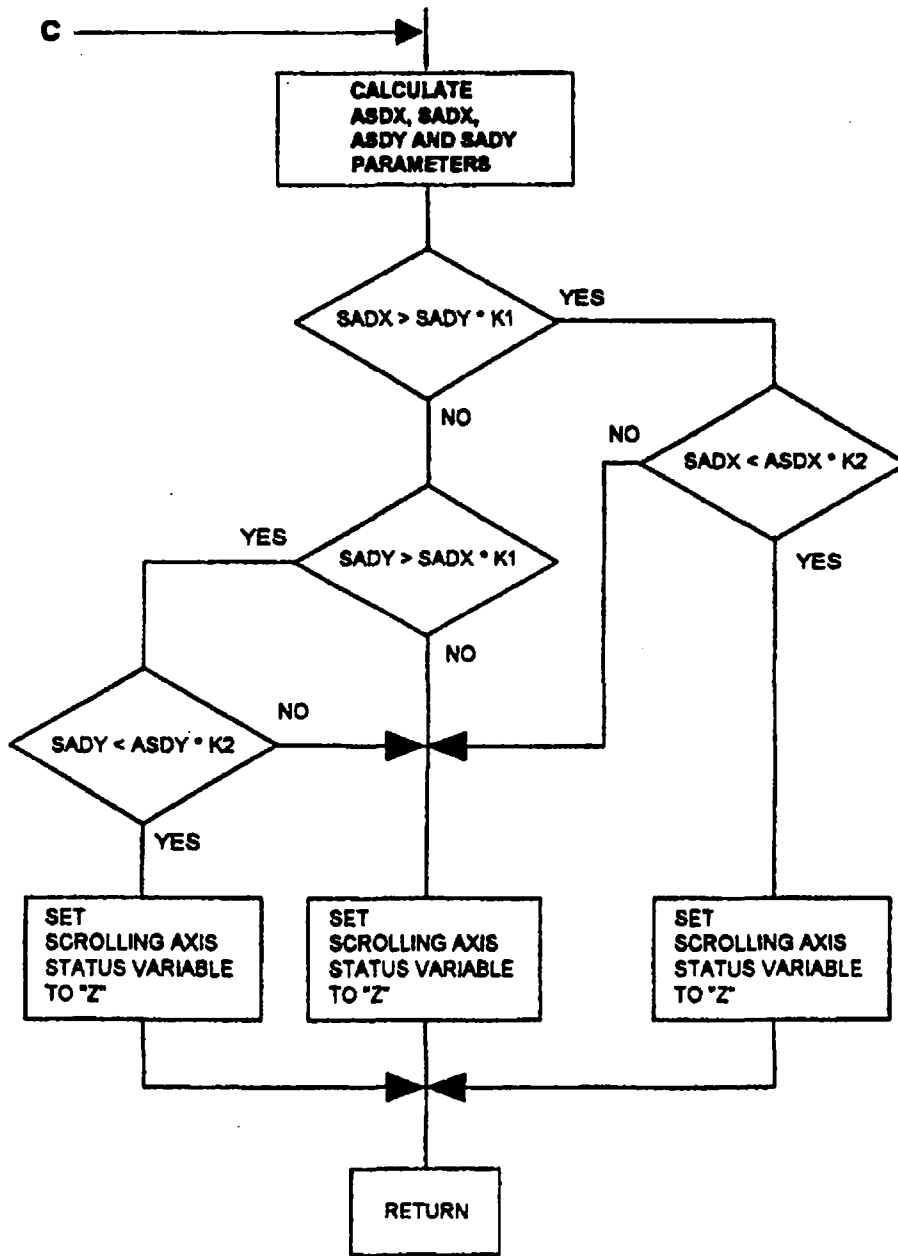 C
CALCULATE
ASDX, SADX,
ASDY AND SADY
PARAMETERS
SADX > SADY * K1
YES
NO
NO
SADX < ASDX * K2
YES
YES
SADY > SADX * K1
NO
SADY < ASDY * K2
NO
YES
SET
SCROLLING AXIS
STATUS VARIABLE
TO "Z"
SET
SCROLLING AXIS
STATUS VARIABLE
TO "Z"
SET
SCROLLING AXIS
STATUS VARIABLE
TO "Z"
RETURN